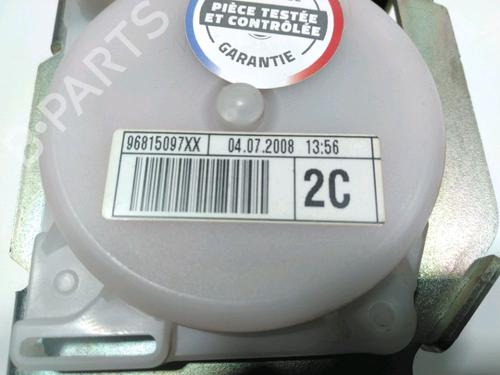 PIÈCE TESTÉE
ET CONTRÔLÉE
GARANTIE
96815097XX 04.07.2008 13:56
2C
B-PARTS